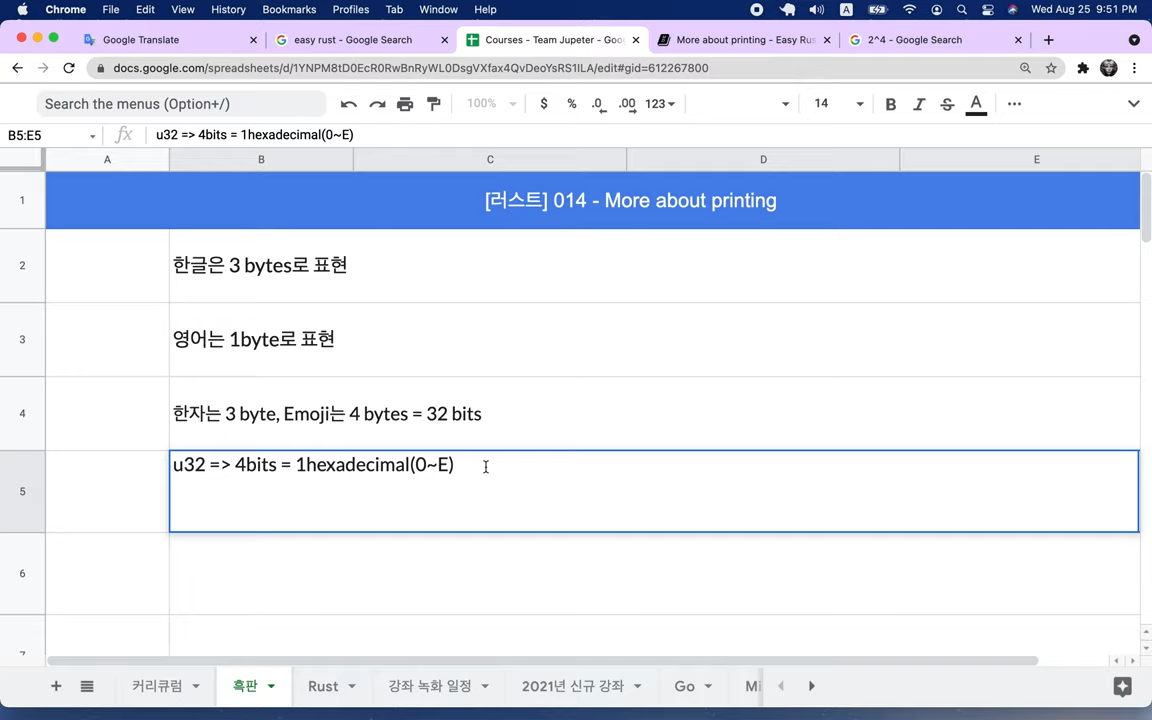 Chrome File Edit View History Bookmarks Profiles Tab Window Help A Wed Aug 25 9:51 PM
Google Translate easy rust - Google Search Courses - Team Jupeter - Goo More about printing - Easy Rus 2^4 - Google Search
docs.google.com/spreadsheets/d/1YNPM8tD0EcR0RwBnRyWL0DsgVXfax4QvDeoYsRS1lLA/edit#gid=612267800
Search the menus (Option+/) 100% $ % .0 .00 123 14 B I S A
B5:E5 fx u32 => 4bits = 1hexadecimal(0~E)
A B C D E
1 [러스트] 014 - More about printing
2 한글은 3 bytes로 표현
3 영어는 1byte로 표현
4 한자는 3 byte, Emoji는 4 bytes = 32 bits
5 u32 => 4bits = 1hexadecimal(0~E)
6
7
커리큘럼 흑판 Rust 강좌 녹화 일정 2021년 신규 강좌 Go Mi